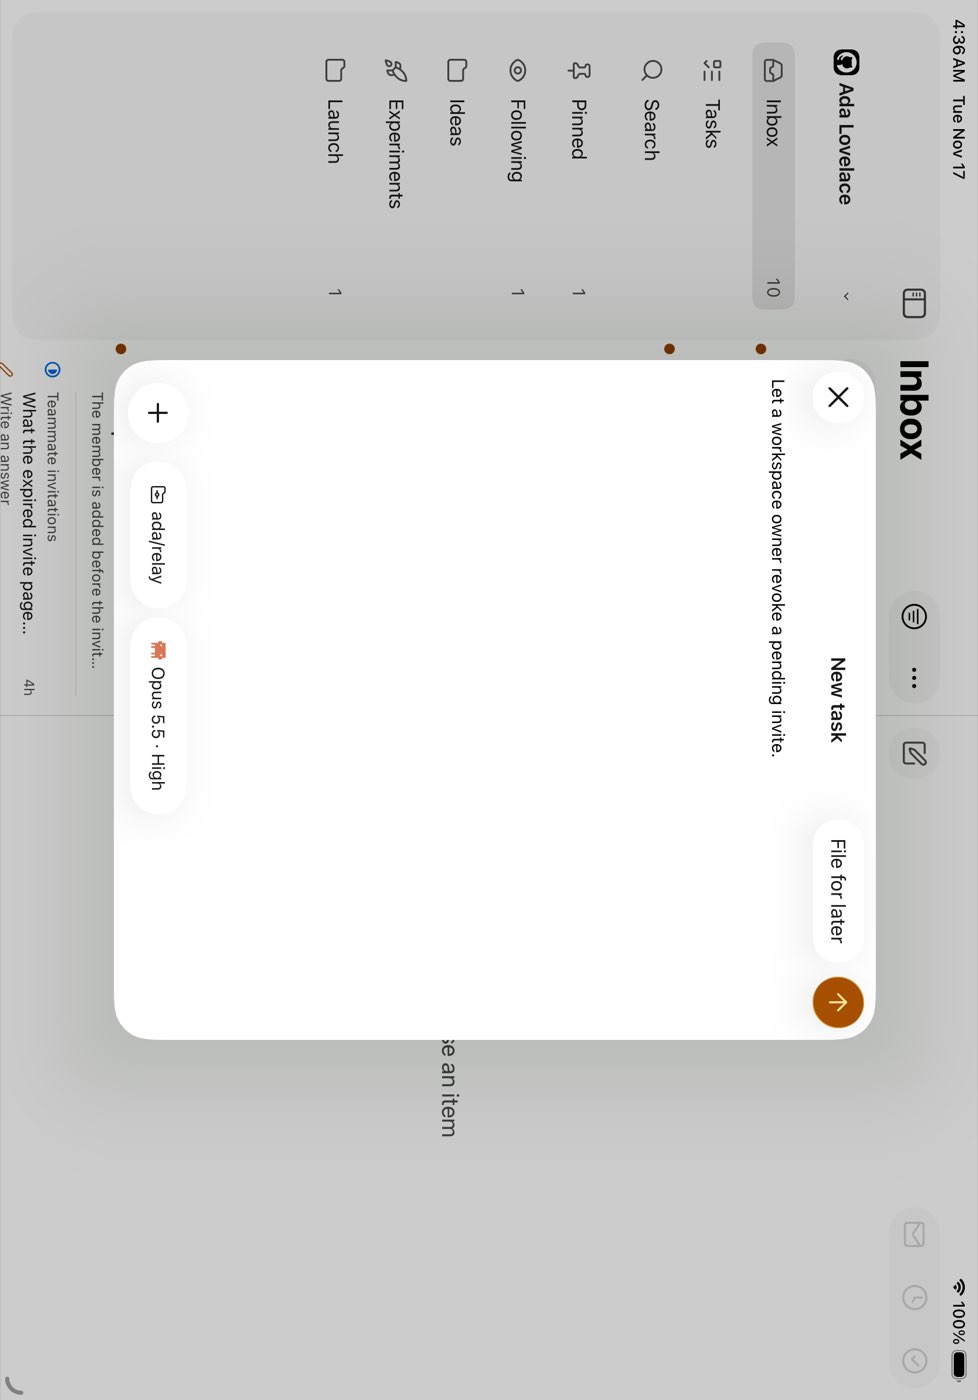 4:36 AM Tue Nov 17
100%
Inbox
Ada Lovelace
Inbox 10
Tasks
Search
Pinned 1
Following 1
Ideas
Experiments
Launch 1
New task
File for later
Let a workspace owner revoke a pending invite.
ada/relay
Opus 5.5 · High
an item
The member is added before the invit...
Teammate invitations
What the expired invite page... 4h
Write an answer